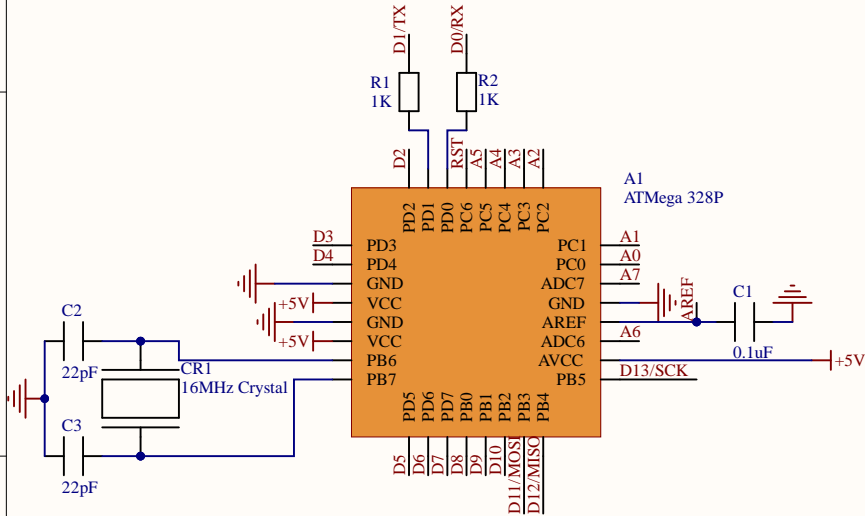 D1/TX
D0/RX
R1
1K
R2
1K
D2
RST
A5
A4
A3
A2
A1
ATMega 328P
PD2
PD1
PD0
PC6
PC5
PC4
PC3
PC2
D3
PD3
PC1
A1
D4
PD4
PC0
A0
GND
ADC7
A7
+5V
VCC
GND
AREF
C1
GND
AREF
0.1uF
+5V
VCC
ADC6
A6
C2
22pF
PB6
AVCC
+5V
CR1
16MHz Crystal
PB7
PB5
D13/SCK
C3
22pF
PD5
PD6
PD7
PB0
PB1
PB2
PB3
PB4
D5
D6
D7
D8
D9
D10
D11/MOSI
D12/MISO